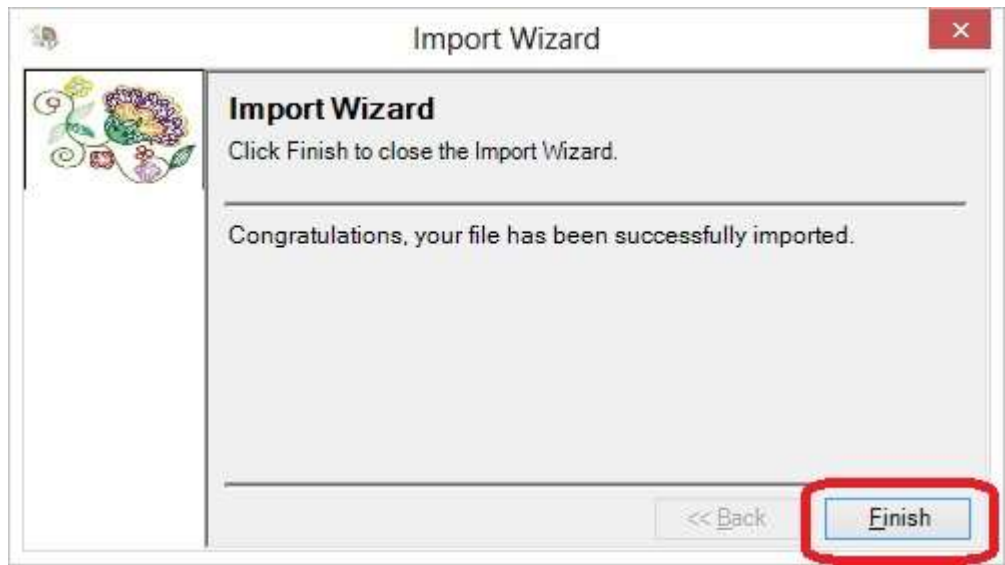 Import Wizard
Import Wizard
Click Finish to close the Import Wizard.
Congratulations, your file has been successfully imported.
<< Back
Finish